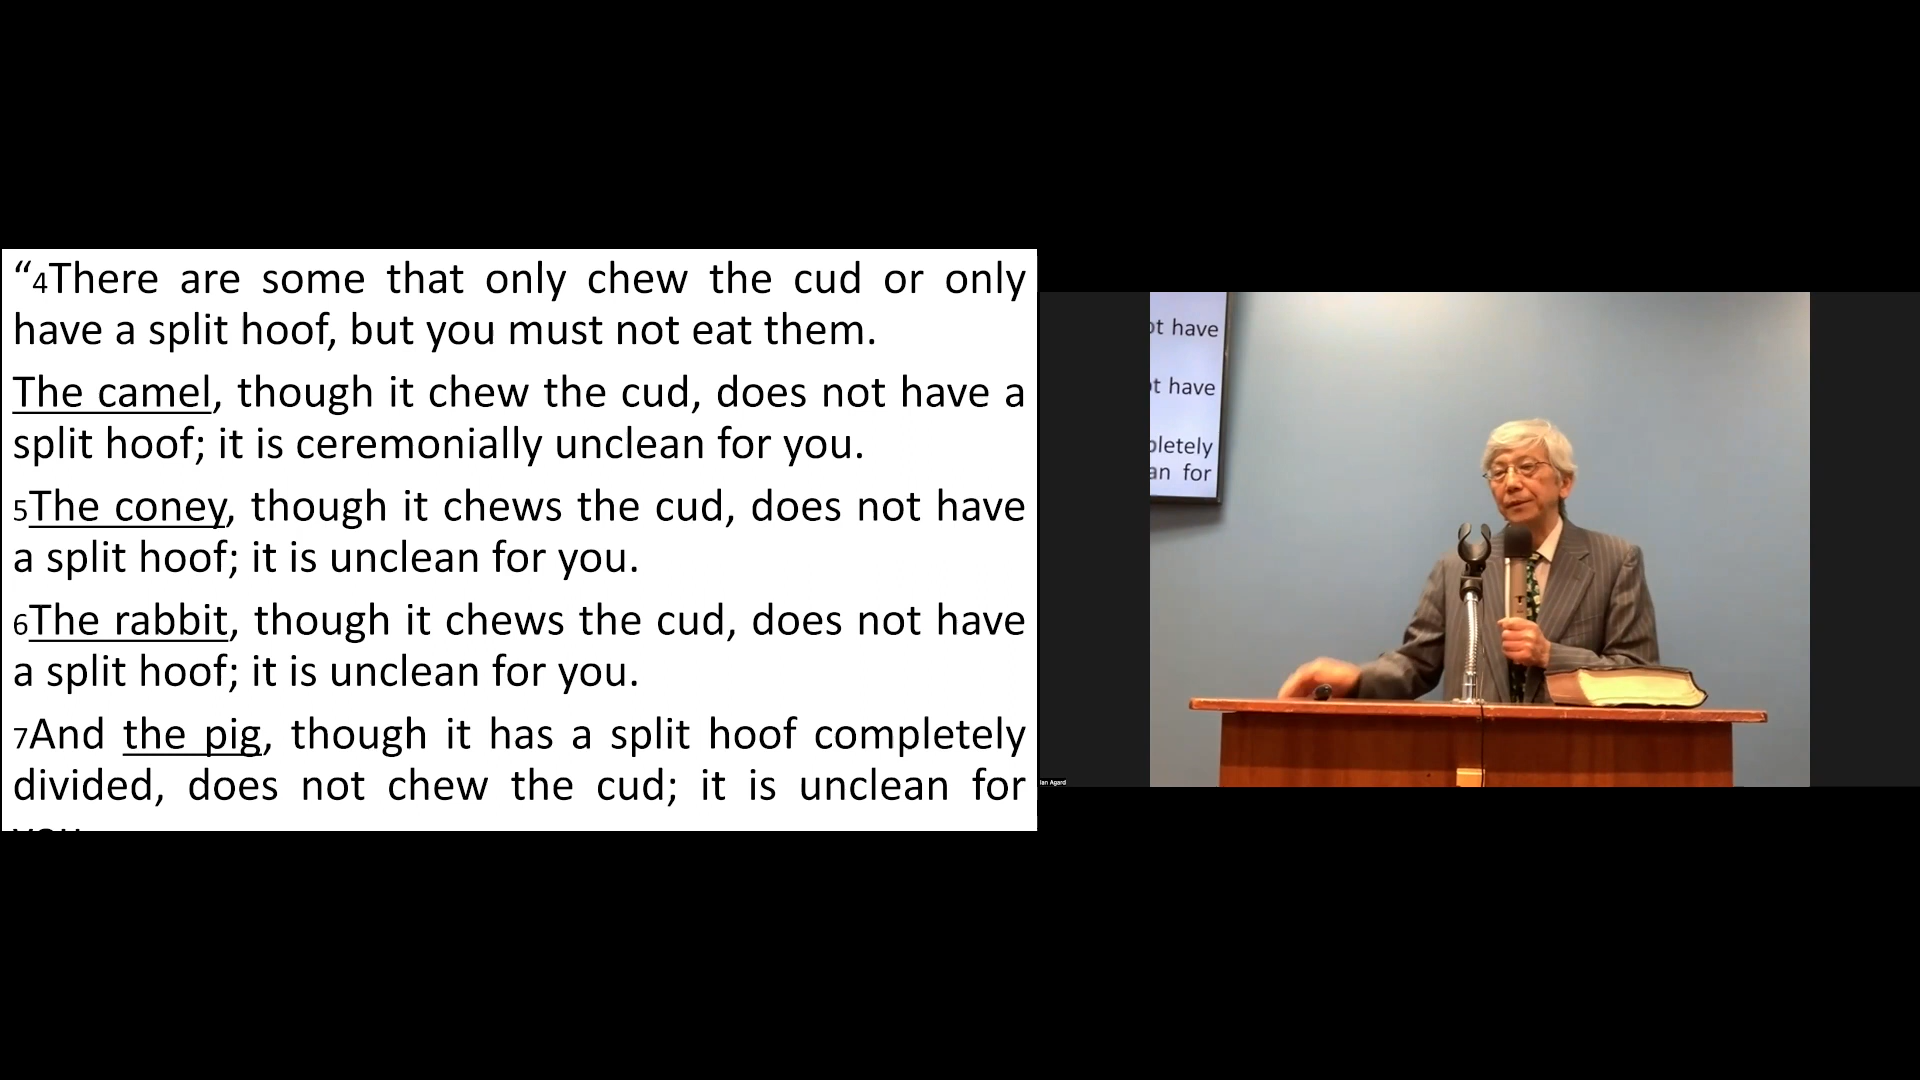 “4There are some that only chew the cud or only
have a split hoof, but you must not eat them.
The camel, though it chew the cud, does not have a
split hoof; it is ceremonially unclean for you.
5The coney, though it chews the cud, does not have
a split hoof; it is unclean for you.
6The rabbit, though it chews the cud, does not have
a split hoof; it is unclean for you.
7And the pig, though it has a split hoof completely
divided, does not chew the cud; it is unclean for
ot have
ot have
pletely
an for
Ian Agard